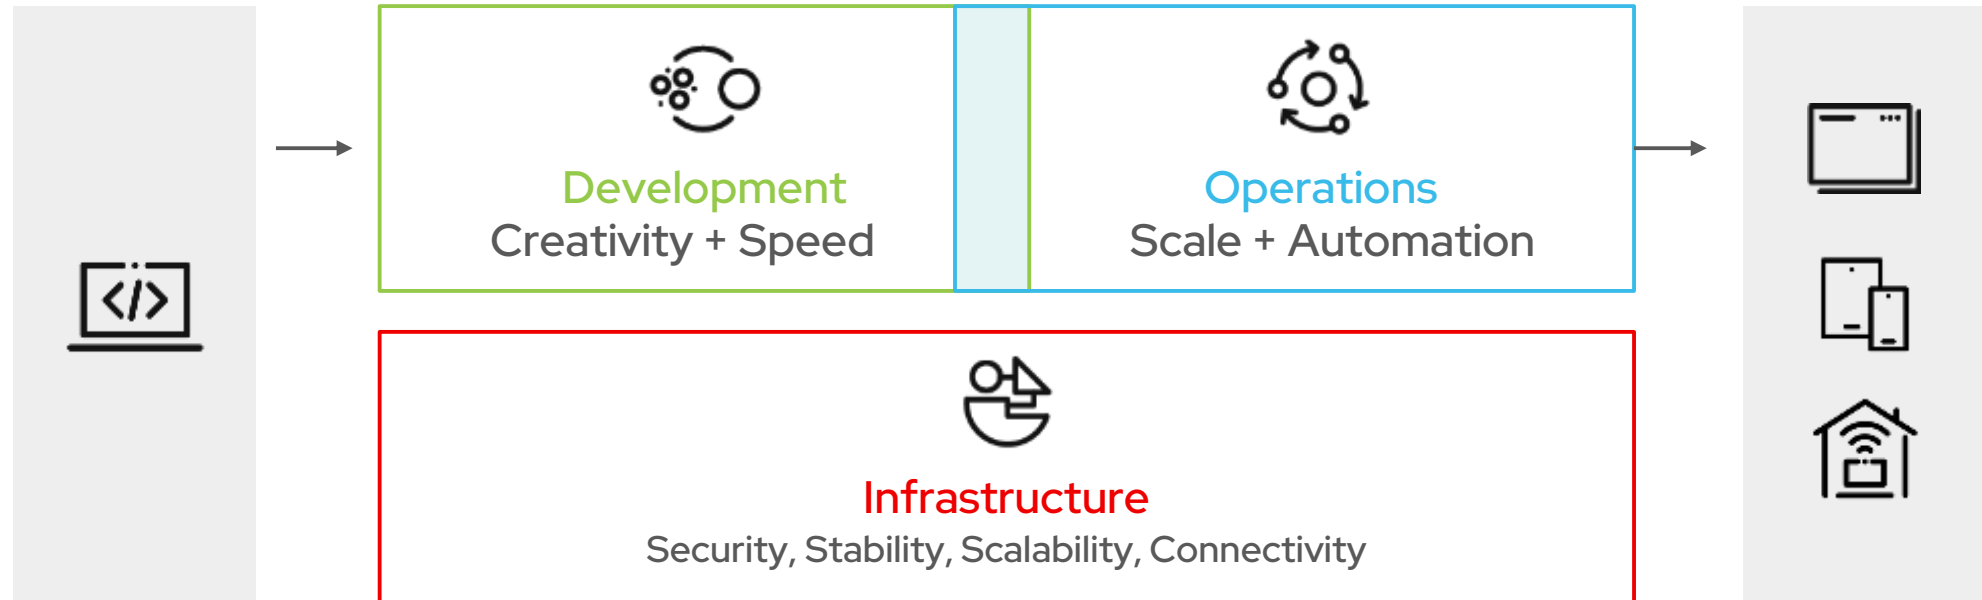 Development
Creativity + Speed
Operations
Scale + Automation
</>
Infrastructure
Security, Stability, Scalability, Connectivity